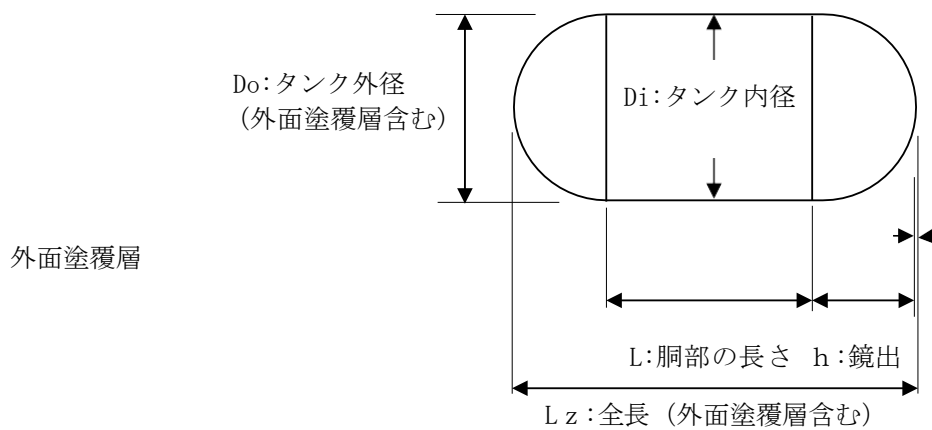 Do:タンク外径
(外面塗覆層含む)
Di:タンク内径
外面塗覆層
L:胴部の長さ h:鏡出
Lz:全長(外面塗覆層含む)